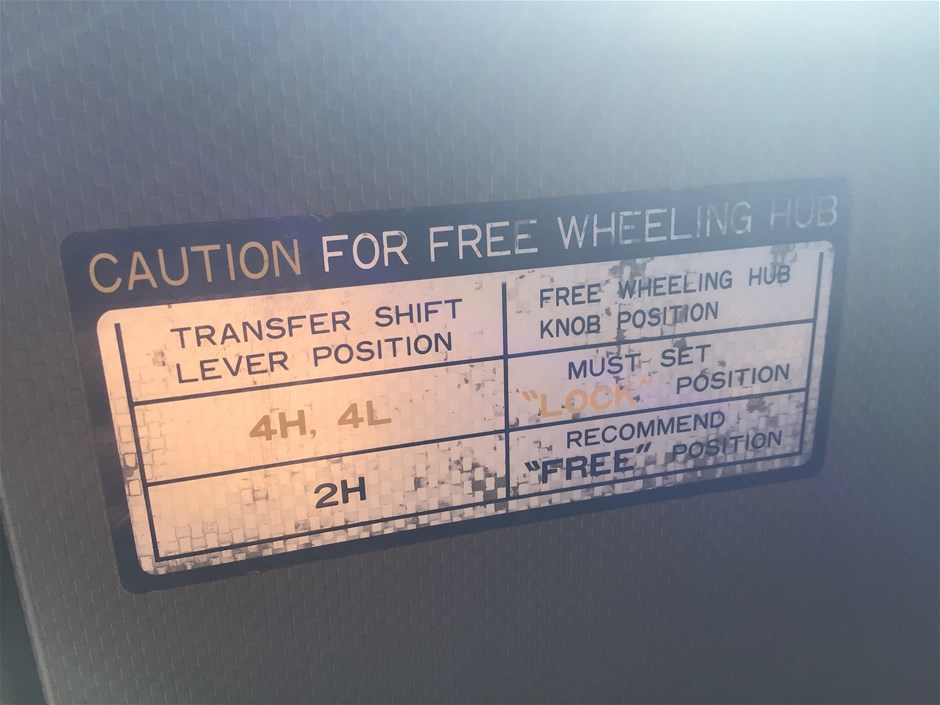 CAUTION FOR FREE WHEELING HUB
TRANSFER SHIFT
LEVER POSITION
FREE WHEELING HUB
KNOB POSITION
4H, 4L
MUST SET
"LOCK" POSITION
2H
RECOMMEND
"FREE" POSITION